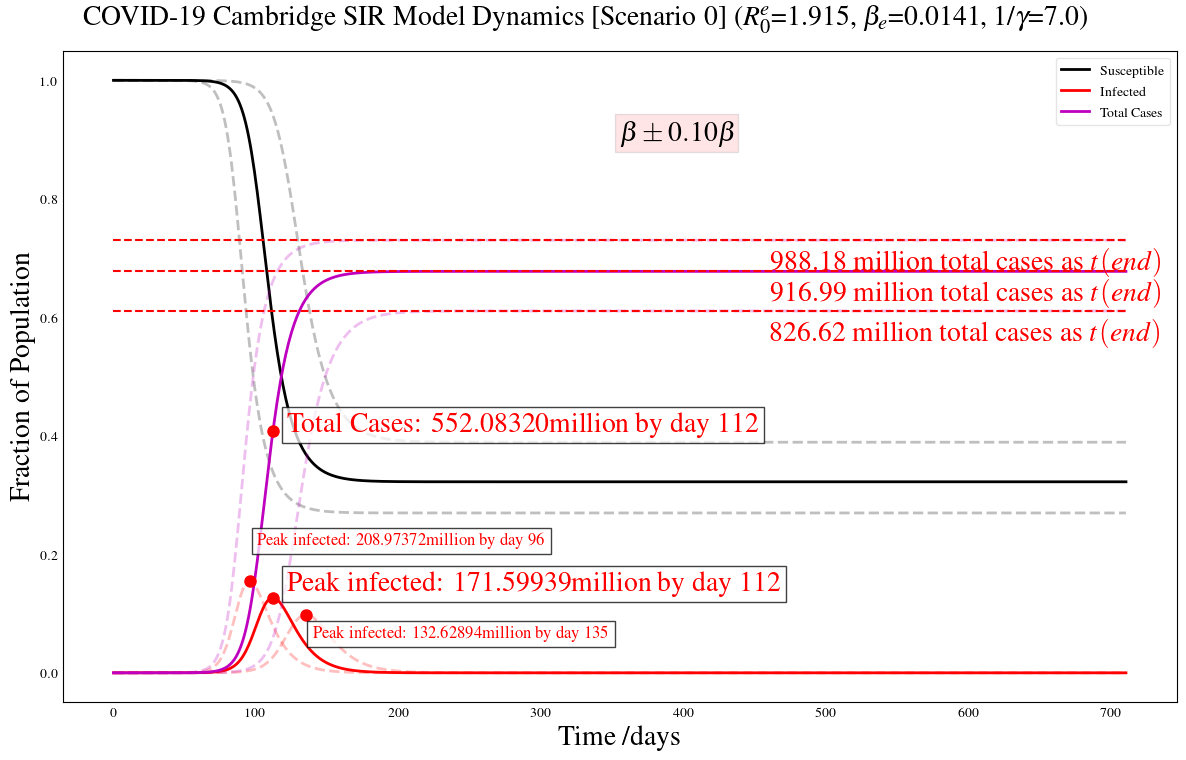 COVID-19 Cambridge SIR Model Dynamics [Scenario 0] ($R_0^e$=1.915, $\beta_e$=0.0141, 1/$\gamma$=7.0)
Susceptible
Infected
Total Cases
β ± 0.10β
988.18 million total cases as t(end)
916.99 million total cases as t(end)
826.62 million total cases as t(end)
Total Cases: 552.08320million by day 112
Peak infected: 208.97372million by day 96
Peak infected: 171.59939million by day 112
Peak infected: 132.62894million by day 135
Fraction of Population
1.0
0.8
0.6
0.4
0.2
0.0
0 100 200 300 400 500 600 700
Time /days